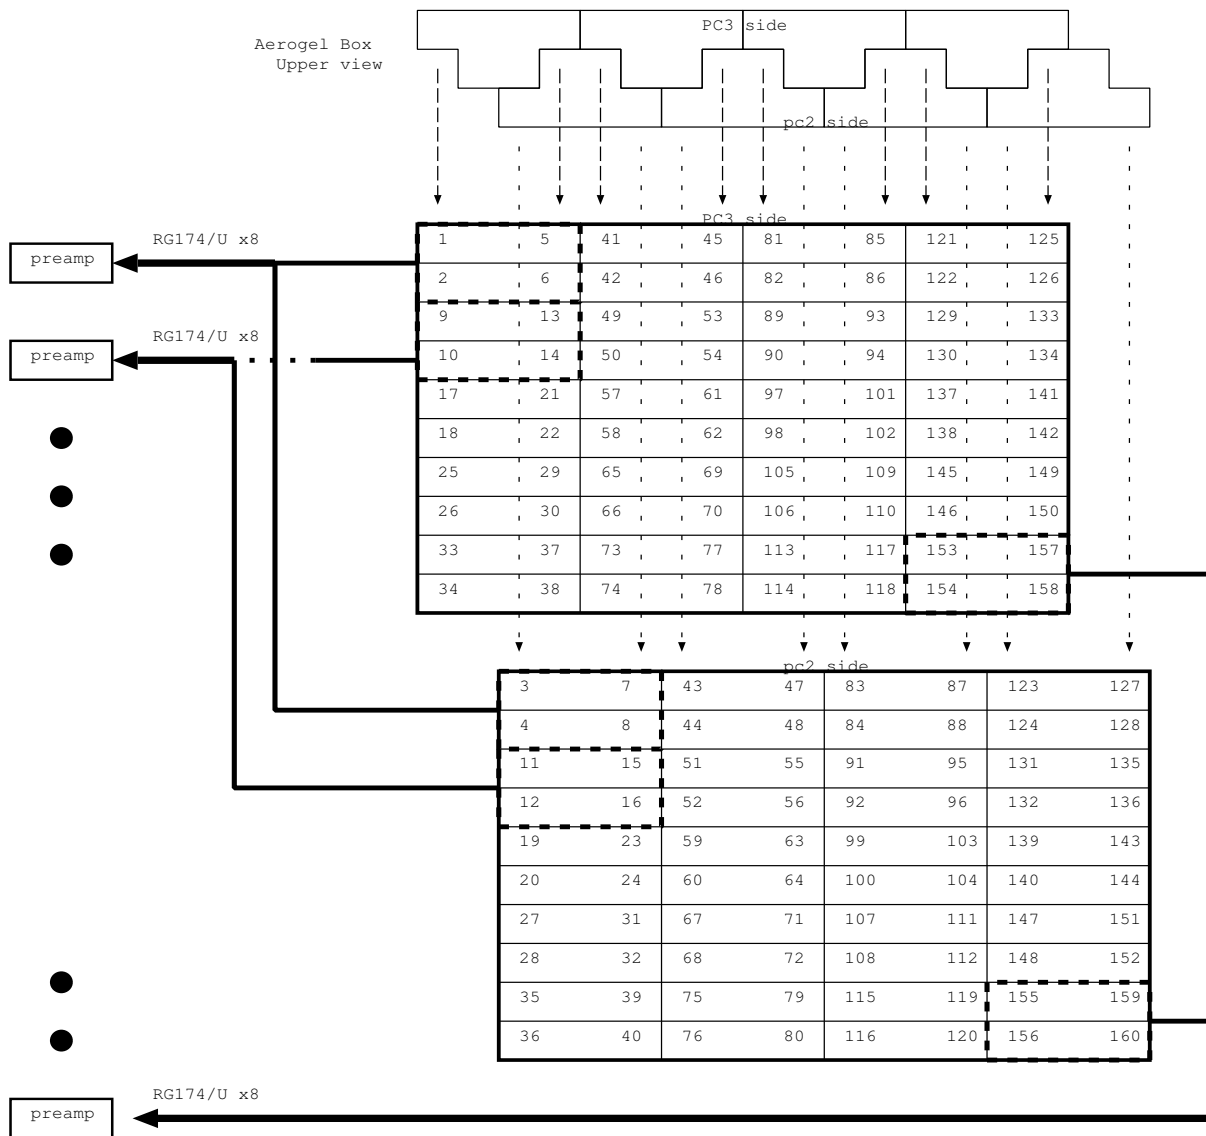 PC3 side
Aerogel Box
Upper view
pc2 side
PC3 side
RG174/U x8
preamp
1 5 41 45 81 85 121 125
2 6 42 46 82 86 122 126
9 13 49 53 89 93 129 133
RG174/U x8
preamp
10 14 50 54 90 94 130 134
17 21 57 61 97 101 137 141
18 22 58 62 98 102 138 142
25 29 65 69 105 109 145 149
26 30 66 70 106 110 146 150
33 37 73 77 113 117 153 157
34 38 74 78 114 118 154 158
pc2 side
3 7 43 47 83 87 123 127
4 8 44 48 84 88 124 128
11 15 51 55 91 95 131 135
12 16 52 56 92 96 132 136
19 23 59 63 99 103 139 143
20 24 60 64 100 104 140 144
27 31 67 71 107 111 147 151
28 32 68 72 108 112 148 152
35 39 75 79 115 119 155 159
36 40 76 80 116 120 156 160
RG174/U x8
preamp